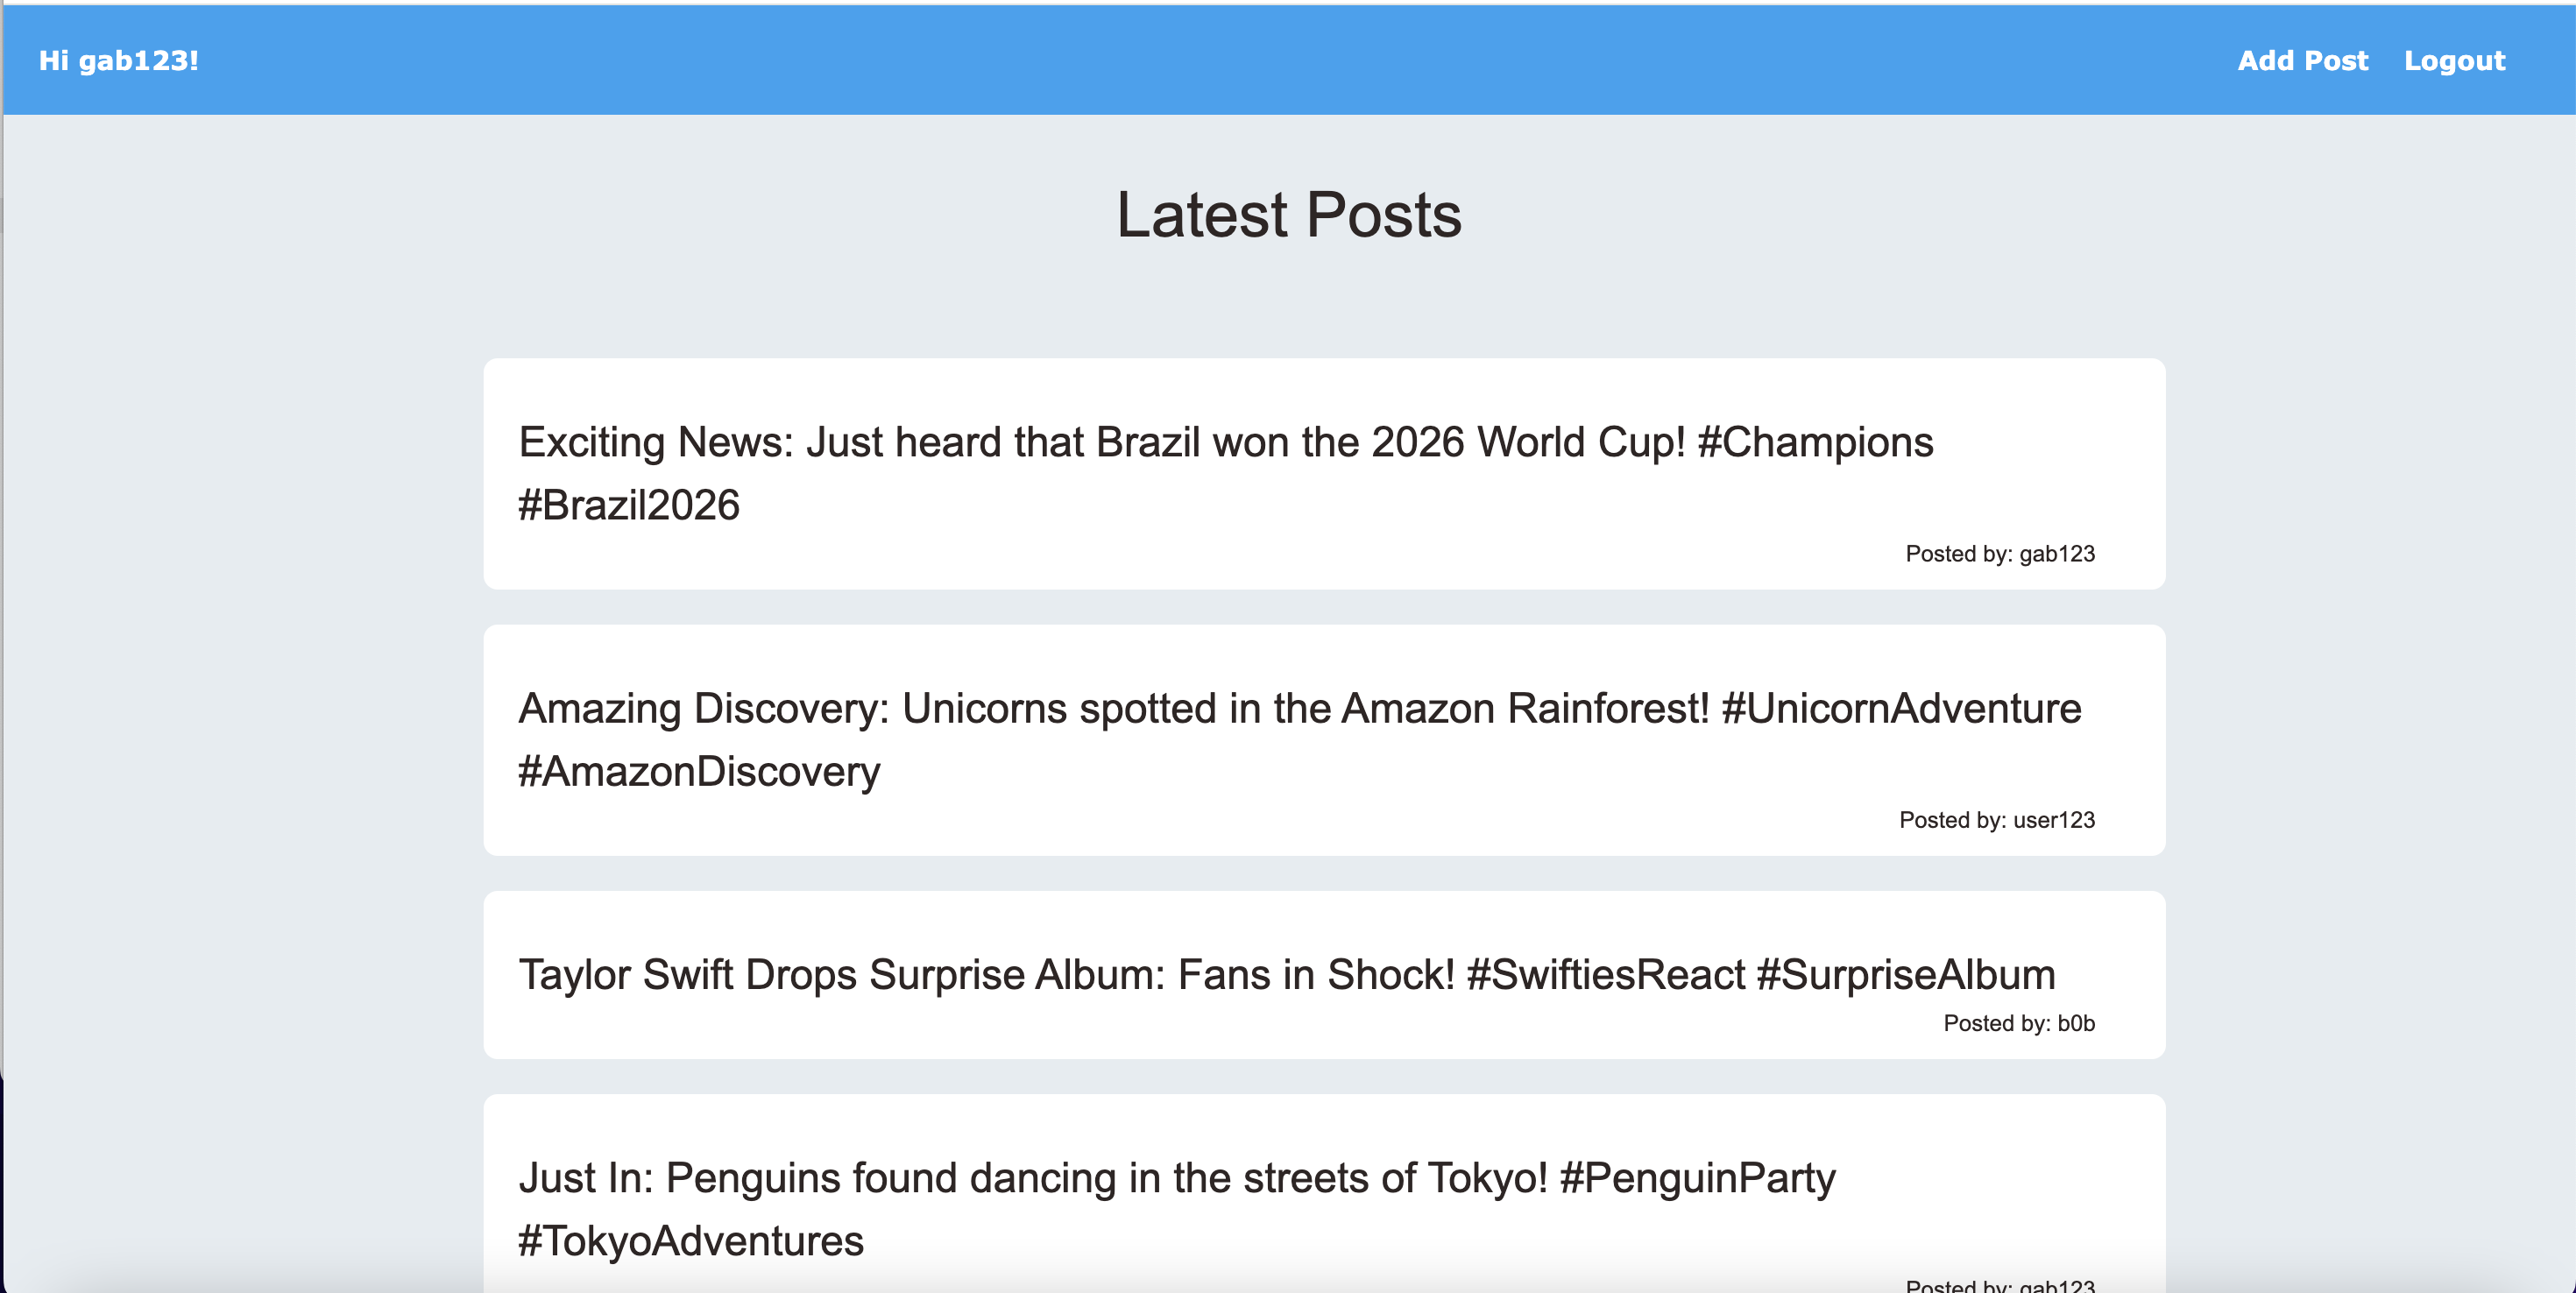 Hi gab123!
Add Post
Logout
Latest Posts
Exciting News: Just heard that Brazil won the 2026 World Cup! #Champions
#Brazil2026
Posted by: gab123
Amazing Discovery: Unicorns spotted in the Amazon Rainforest! #UnicornAdventure
#AmazonDiscovery
Posted by: user123
Taylor Swift Drops Surprise Album: Fans in Shock! #SwiftiesReact #SurpriseAlbum
Posted by: b0b
Just In: Penguins found dancing in the streets of Tokyo! #PenguinParty
#TokyoAdventures
Posted by: gab123